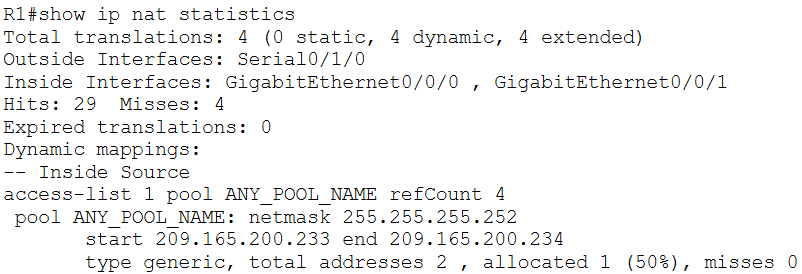 R1#show ip nat statistics
Total translations: 4 (0 static, 4 dynamic, 4 extended)
Outside Interfaces: Serial0/1/0
Inside Interfaces: GigabitEthernet0/0/0 , GigabitEthernet0/0/1
Hits: 29  Misses: 4
Expired translations: 0
Dynamic mappings:
-- Inside Source
access-list 1 pool ANY_POOL_NAME refCount 4
 pool ANY_POOL_NAME: netmask 255.255.255.252
       start 209.165.200.233 end 209.165.200.234
       type generic, total addresses 2 , allocated 1 (50%), misses 0